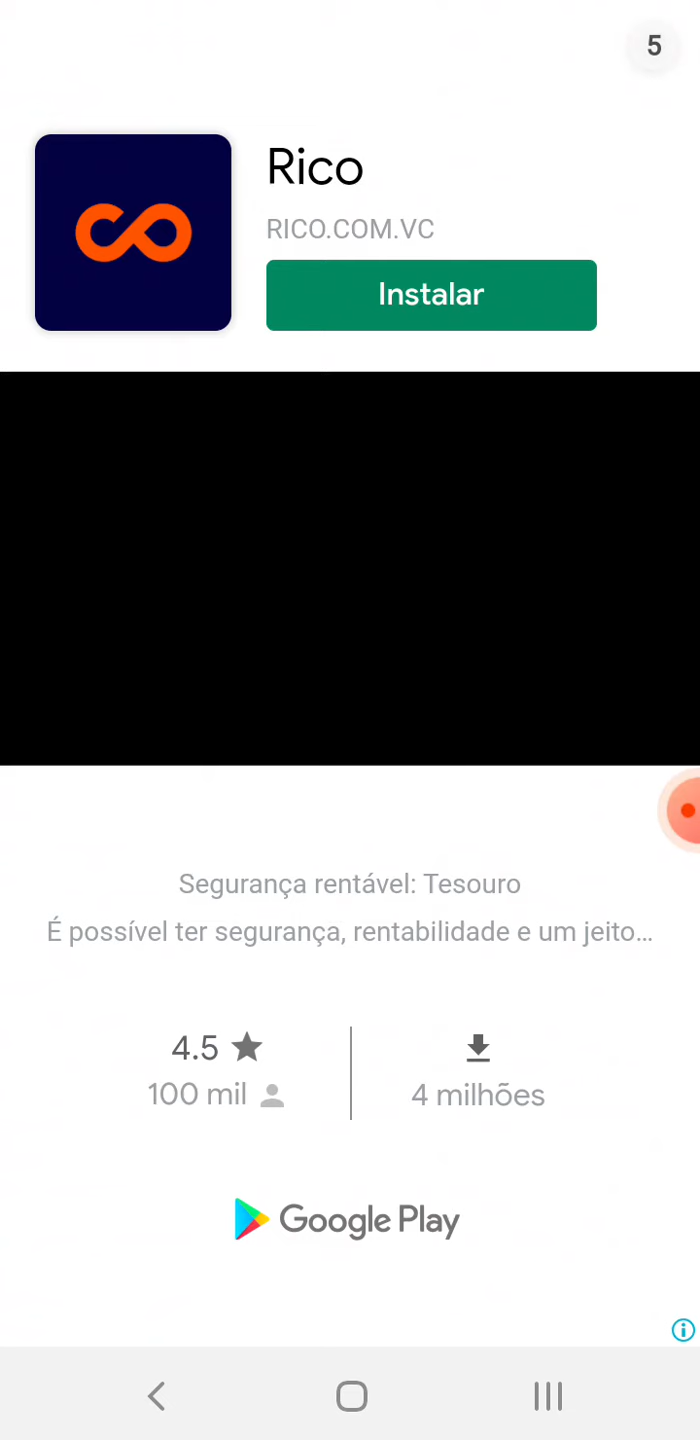 5
Rico
RICO.COM.VC
Instalar
Segurança rentável: Tesouro
É possível ter segurança, rentabilidade e um jeito...
4.5
100 mil
4 milhões
Google Play